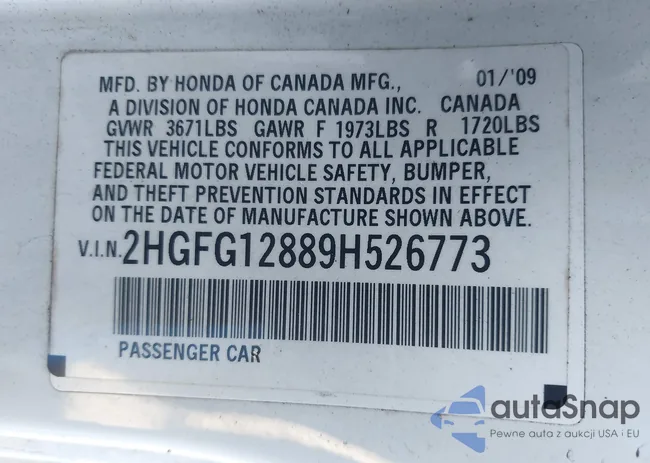 MFD. BY HONDA OF CANADA MFG., 01/'09
A DIVISION OF HONDA CANADA INC. CANADA
GVWR 3671LBS GAWR F 1973LBS R 1720LBS
THIS VEHICLE CONFORMS TO ALL APPLICABLE
FEDERAL MOTOR VEHICLE SAFETY, BUMPER,
AND THEFT PREVENTION STANDARDS IN EFFECT
ON THE DATE OF MANUFACTURE SHOWN ABOVE.
V.I.N. 2HGFG12889H526773
PASSENGER CAR
autaSnap
Pewne auta z aukcji USA i EU